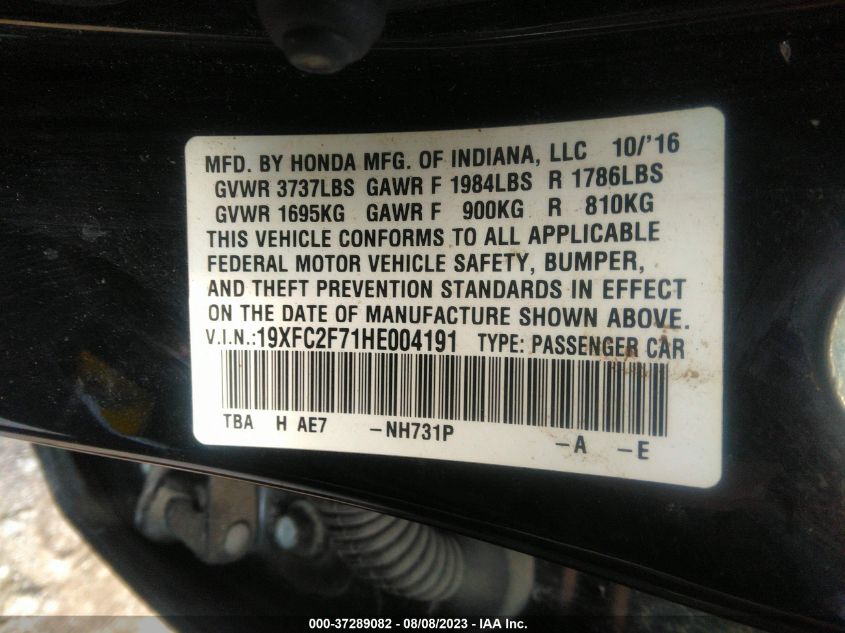 MFD. BY HONDA MFG. OF INDIANA, LLC 10/'16
GVWR 3737LBS GAWR F 1984LBS R 1786LBS
GVWR 1695KG GAWR F 900KG R 810KG
THIS VEHICLE CONFORMS TO ALL APPLICABLE
FEDERAL MOTOR VEHICLE SAFETY, BUMPER,
AND THEFT PREVENTION STANDARDS IN EFFECT
ON THE DATE OF MANUFACTURE SHOWN ABOVE.
V.I.N.:19XFC2F71HE004191 TYPE: PASSENGER CAR
TBA H AE7 -NH731P -A -E
000-37289082 - 08/08/2023 - IAA Inc.